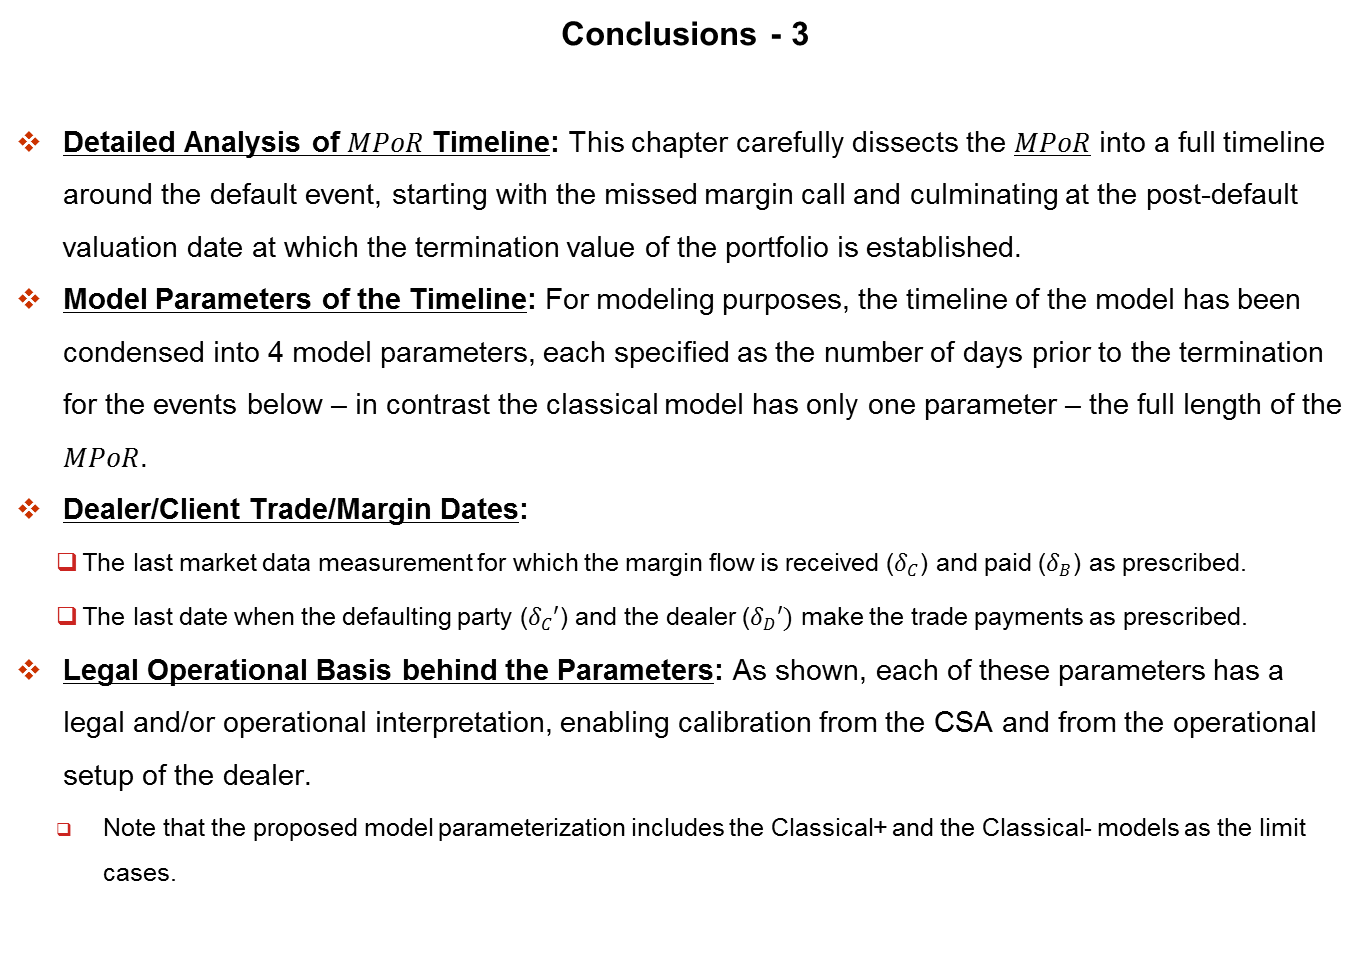 Conclusions - 3
❖ Detailed Analysis of MPoR Timeline: This chapter carefully dissects the MPoR into a full timeline
around the default event, starting with the missed margin call and culminating at the post-default
valuation date at which the termination value of the portfolio is established.
❖ Model Parameters of the Timeline: For modeling purposes, the timeline of the model has been
condensed into 4 model parameters, each specified as the number of days prior to the termination
for the events below – in contrast the classical model has only one parameter – the full length of the
MPoR.
❖ Dealer/Client Trade/Margin Dates:
❑ The last market data measurement for which the margin flow is received (δ_C) and paid (δ_B) as prescribed.
❑ The last date when the defaulting party (δ_C′) and the dealer (δ_D′) make the trade payments as prescribed.
❖ Legal Operational Basis behind the Parameters: As shown, each of these parameters has a
legal and/or operational interpretation, enabling calibration from the CSA and from the operational
setup of the dealer.
❑ Note that the proposed model parameterization includes the Classical+ and the Classical- models as the limit
cases.